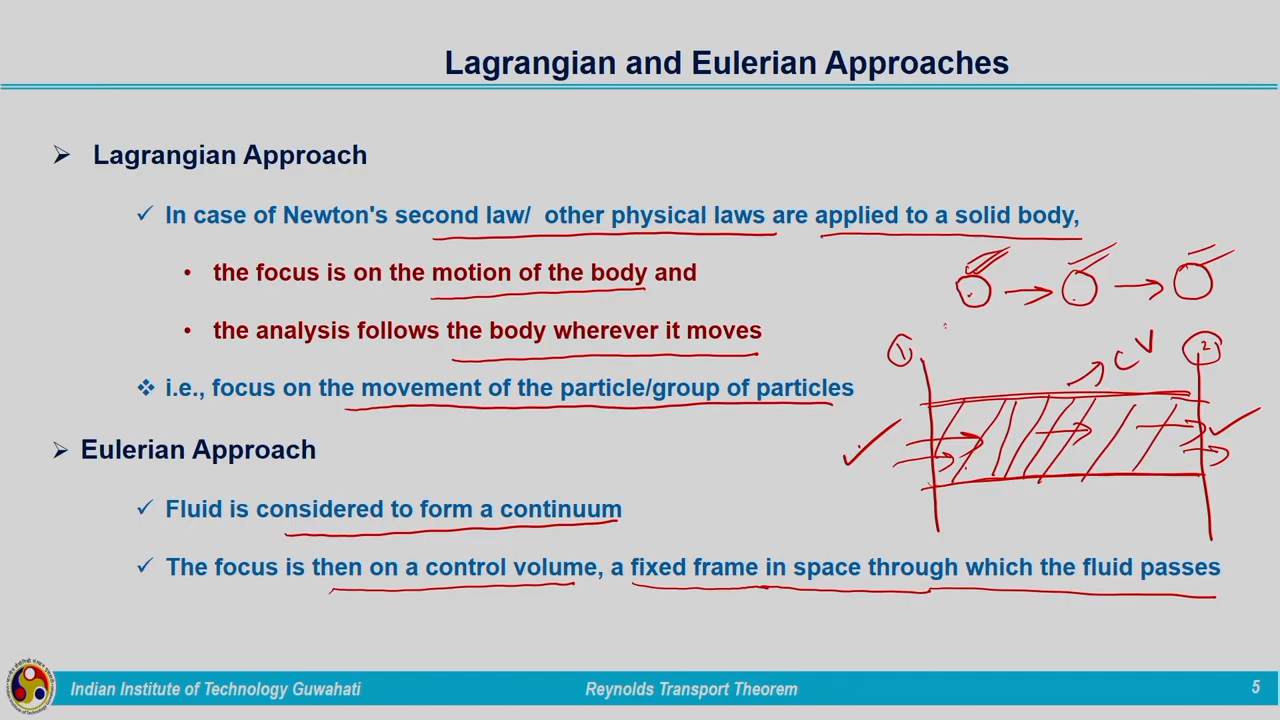 Lagrangian and Eulerian Approaches
Lagrangian Approach
In case of Newton's second law/ other physical laws are applied to a solid body,
the focus is on the motion of the body and
the analysis follows the body wherever it moves
1
CV
2
i.e., focus on the movement of the particle/group of particles
Eulerian Approach
Fluid is considered to form a continuum
The focus is then on a control volume, a fixed frame in space through which the fluid passes
Indian Institute of Technology Guwahati
Reynolds Transport Theorem
5